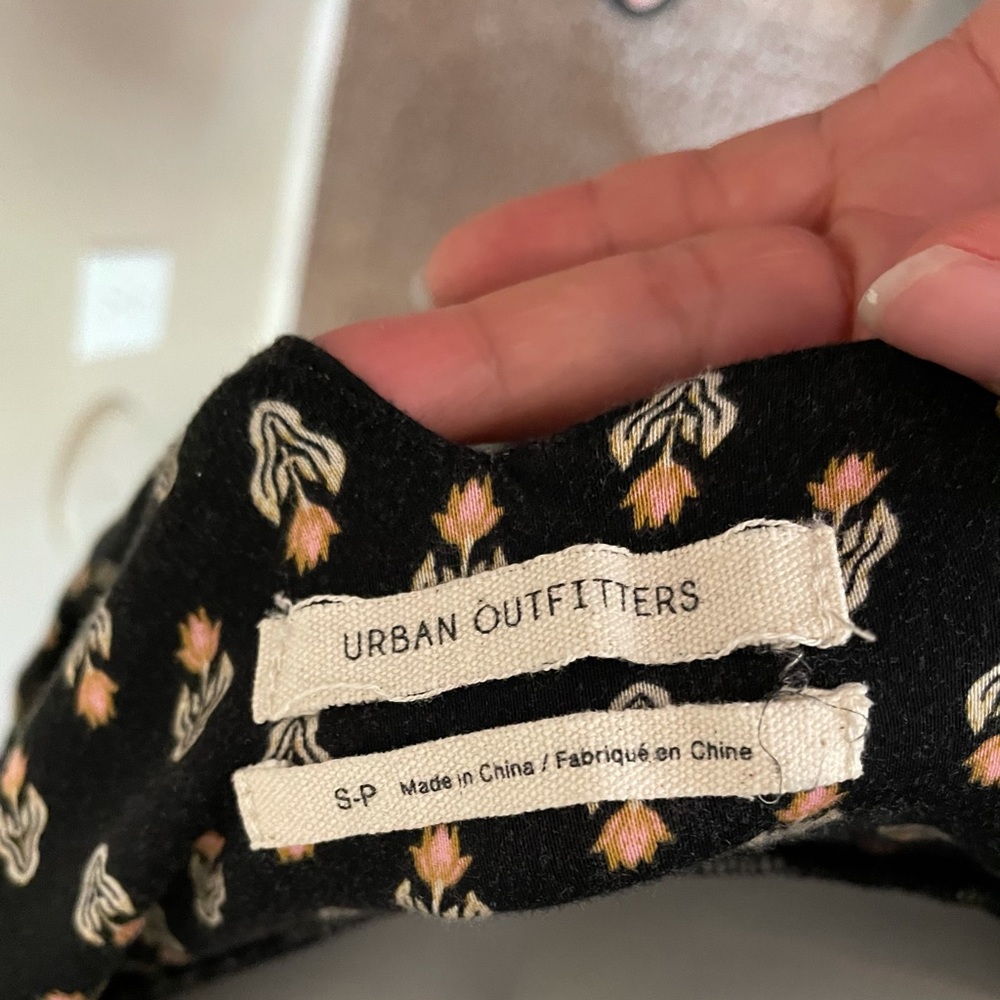 URBAN OUTFITTERS
S-P Made in China / Fabriqué en Chine